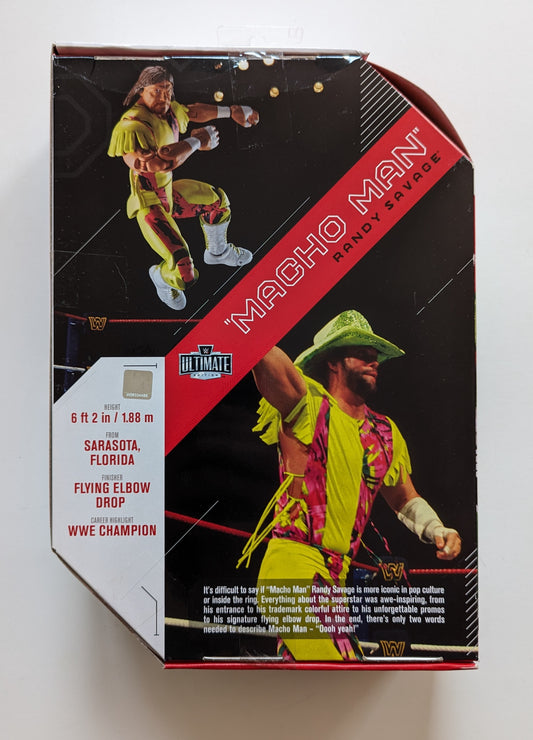 "MACHO MAN"
RANDY SAVAGE
W
W
ULTIMATE
EDITION
HEIGHT
6 ft 2 in / 1.88 m
FROM
SARASOTA,
FLORIDA
FINISHER
FLYING ELBOW
DROP
CAREER HIGHLIGHT
WWE CHAMPION
It's difficult to say if "Macho Man" Randy Savage is more iconic in pop culture
or inside the ring. Everything about the superstar was awe-inspiring, from
his entrance to his trademark colorful attire to his unforgettable promos
to his signature flying elbow drop. In the end, there's only two words
needed to describe Macho Man – "Oooh yeah!"